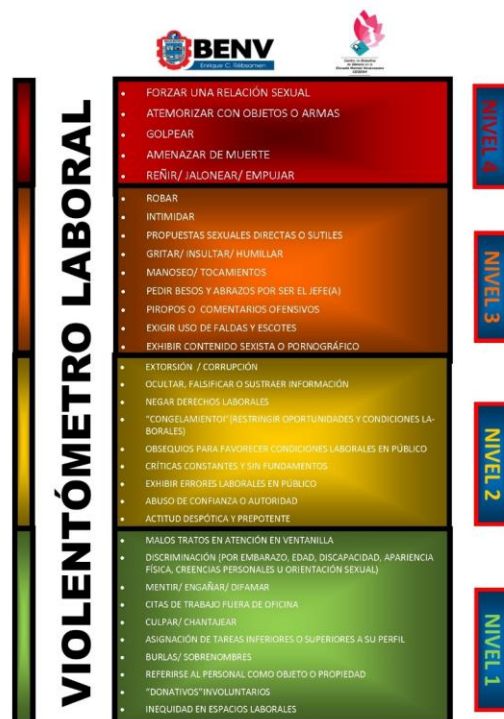 BENV
Enrique C. Rébsamen
VIOLENTÓMETRO LABORAL
FORZAR UNA RELACIÓN SEXUAL
ATEMORIZAR CON OBJETOS O ARMAS
GOLPEAR
AMENAZAR DE MUERTE
REÑIR/ JALONEAR/ EMPUJAR
NIVEL 4
ROBAR
INTIMIDAR
PROPUESTAS SEXUALES DIRECTAS O SUTILES
GRITAR/ INSULTAR/ HUMILLAR
MANOSEO/ TOCAMIENTOS
PEDIR BESOS Y ABRAZOS POR SER EL JEFE(A)
PIROPOS O COMENTARIOS OFENSIVOS
EXIGIR USO DE FALDAS Y ESCOTES
EXHIBIR CONTENIDO SEXISTA O PORNOGRÁFICO
NIVEL 3
EXTORSIÓN / CORRUPCIÓN
OCULTAR, FALSIFICAR O SUSTRAER INFORMACIÓN
NEGAR DERECHOS LABORALES
"CONGELAMIENTO"(RESTRINGIR OPORTUNIDADES Y CONDICIONES LA-
BORALES)
OBSEQUIOS PARA FAVORECER CONDICIONES LABORALES EN PÚBLICO
CRÍTICAS CONSTANTES Y SIN FUNDAMENTOS
EXHIBIR ERRORES LABORALES EN PÚBLICO
ABUSO DE CONFIANZA O AUTORIDAD
ACTITUD DESPÓTICA Y PREPOTENTE
NIVEL 2
MALOS TRATOS EN ATENCIÓN EN VENTANILLA
DISCRIMINACIÓN (POR EMBARAZO, EDAD, DISCAPACIDAD, APARIENCIA
FÍSICA, CREENCIAS PERSONALES U ORIENTACIÓN SEXUAL)
MENTIR/ ENGAÑAR/ DIFAMAR
CITAS DE TRABAJO FUERA DE OFICINA
CULPAR/ CHANTAJEAR
ASIGNACIÓN DE TAREAS INFERIORES O SUPERIORES A SU PERFIL
BURLAS/ SOBRENOMBRES
REFERIRSE AL PERSONAL COMO OBJETO O PROPIEDAD
"DONATIVOS"INVOLUNTARIOS
INEQUIDAD EN ESPACIOS LABORALES
NIVEL 1